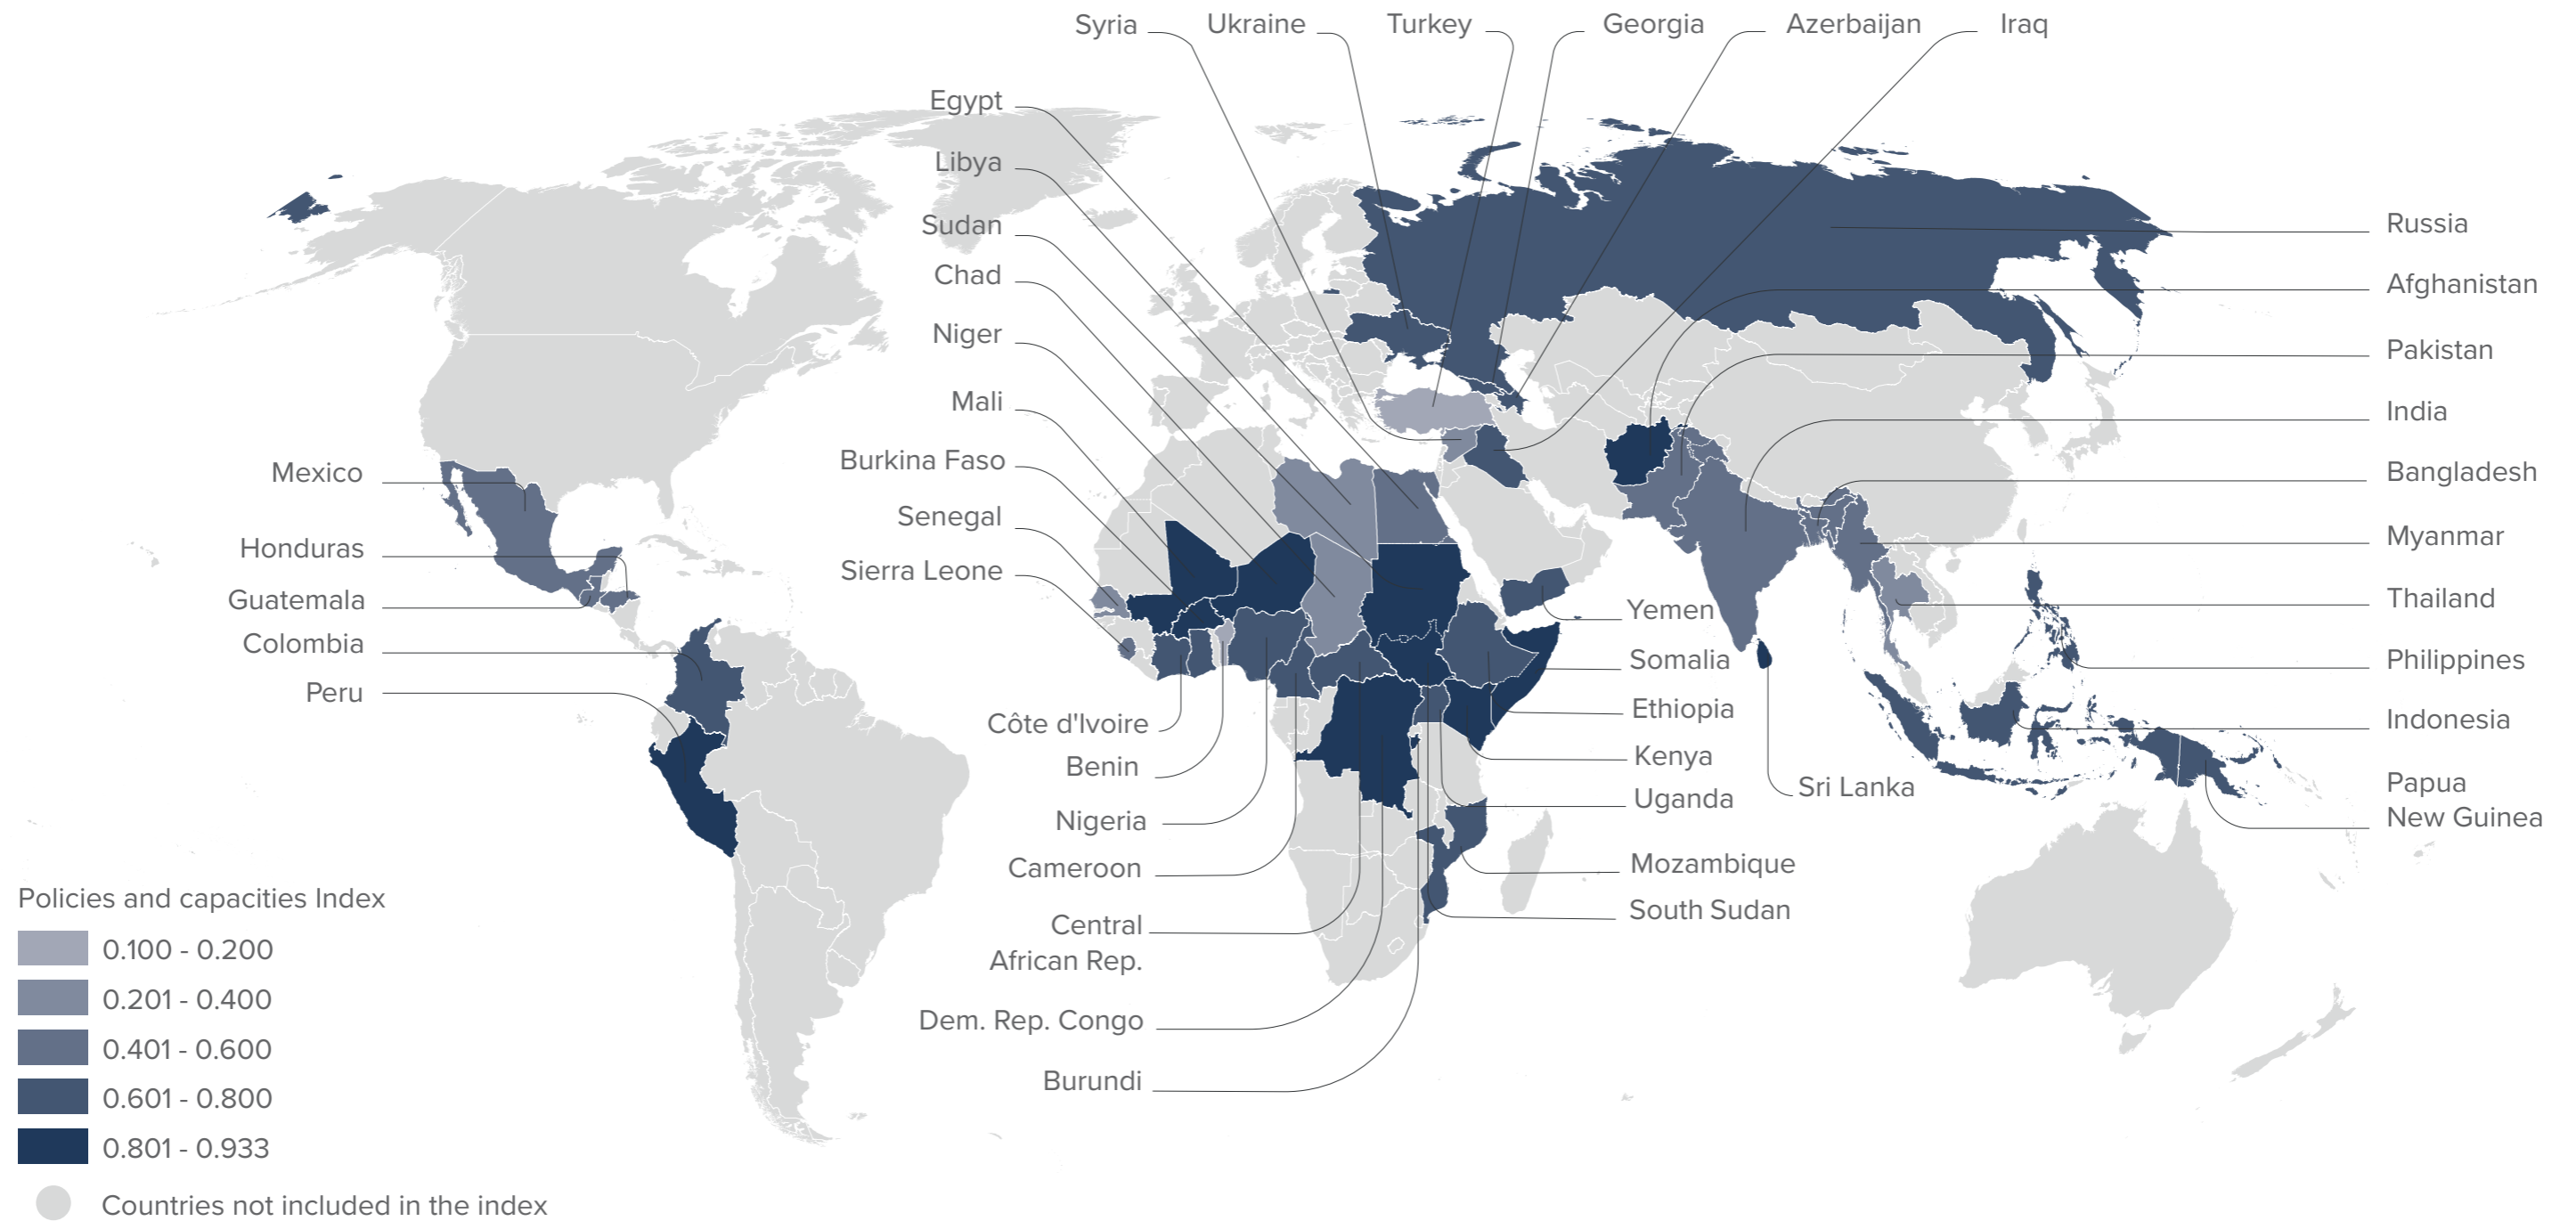 Syria
Ukraine
Turkey
Georgia
Azerbaijan
Iraq
Egypt
Libya
Sudan
Chad
Niger
Mali
Burkina Faso
Senegal
Sierra Leone
Mexico
Honduras
Guatemala
Colombia
Peru
Russia
Afghanistan
Pakistan
India
Bangladesh
Myanmar
Thailand
Philippines
Indonesia
Papua
New Guinea
Yemen
Somalia
Ethiopia
Kenya
Uganda
Sri Lanka
Mozambique
South Sudan
Côte d'Ivoire
Benin
Nigeria
Cameroon
Central
African Rep.
Dem. Rep. Congo
Burundi
Policies and capacities Index
0.100 - 0.200
0.201 - 0.400
0.401 - 0.600
0.601 - 0.800
0.801 - 0.933
Countries not included in the index